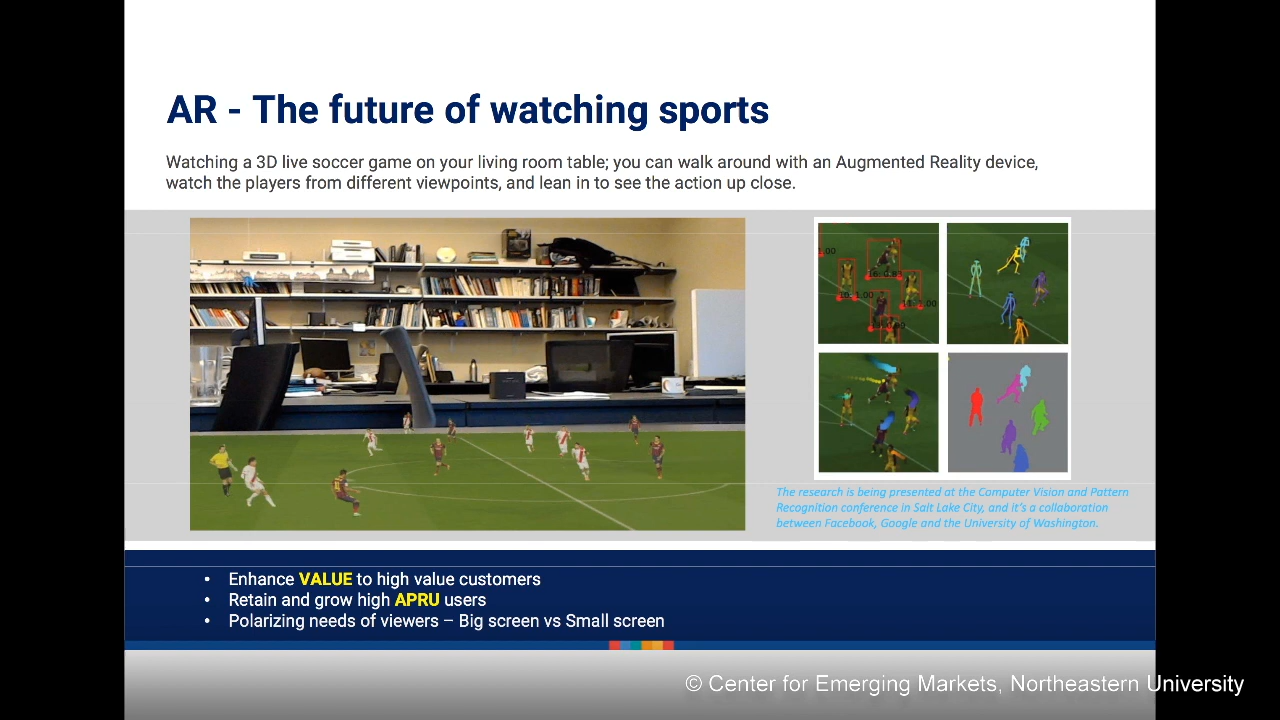 AR - The future of watching sports
Watching a 3D live soccer game on your living room table; you can walk around with an Augmented Reality device,
watch the players from different viewpoints, and lean in to see the action up close.
The research is being presented at the Computer Vision and Pattern
Recognition conference in Salt Lake City, and it's a collaboration
between Facebook, Google and the University of Washington.
• Enhance VALUE to high value customers
• Retain and grow high APRU users
• Polarizing needs of viewers – Big screen vs Small screen
© Center for Emerging Markets, Northeastern University